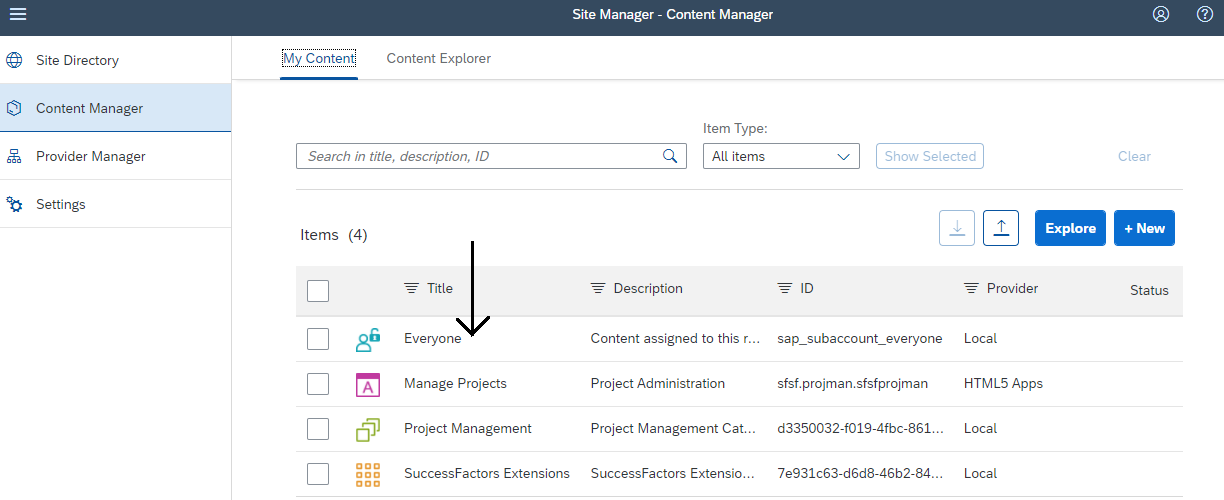 Site Manager - Content Manager
Site Directory
Content Manager
Provider Manager
Settings
My Content Content Explorer
Item Type:
Search in title, description, ID All items Show Selected Clear
Items (4) Explore + New
Title Description ID Provider Status
Everyone Content assigned to this r... sap_subaccount_everyone Local
A Manage Projects Project Administration sfsf.projman.sfsfprojman HTML5 Apps
Project Management Project Management Cat... d3350032-f019-4fbc-861... Local
SuccessFactors Extensions SuccessFactors Extensio... 7e931c63-d6d8-46b2-84... Local